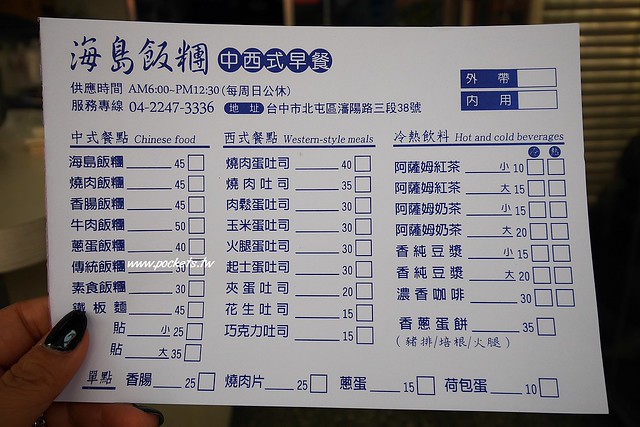 海島飯糰 中西式早餐
供應時間 AM6:00~PM12:30 (每周日公休)
服務專線 04-2247-3336 地址 台中市北屯區瀋陽路三段38號
外帶
內用
中式餐點 Chinese food
海島飯糰 45
燒肉飯糰 45
香腸飯糰 45
牛肉飯糰 50
蔥蛋飯糰 40
傳統飯糰 30
素食飯糰 30
鐵板麵 45
貼 小 25
貼 大 35
西式餐點 Western-style meals
燒肉蛋吐司 40
燒肉吐司 35
肉鬆蛋吐司 30
玉米蛋吐司 30
火腿蛋吐司 30
起士蛋吐司 30
夾蛋吐司 20
花生吐司 15
巧克力吐司 15
冷熱飲料 Hot and cold beverages
冷 熱
阿薩姆紅茶 小 10
阿薩姆紅茶 大 15
阿薩姆奶茶 小 15
阿薩姆奶茶 大 20
香純豆漿 小 15
香純豆漿 大 20
濃香咖啡 30
香蔥蛋餅 35
(豬排/培根/火腿)
單點 香腸 25 燒肉片 25 蔥蛋 15 荷包蛋 10
www.pockets.tw